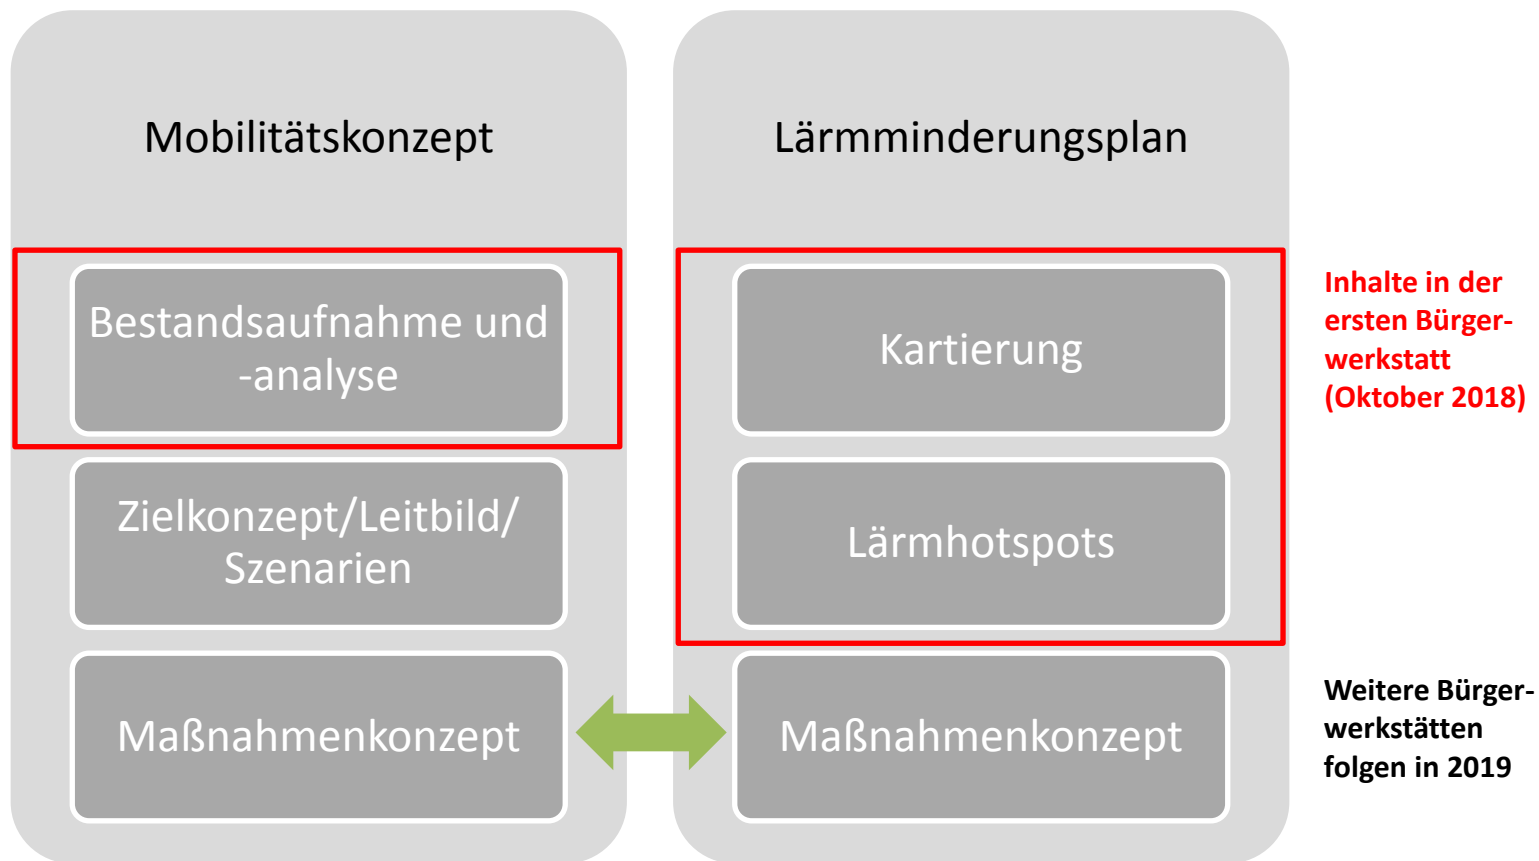 Mobilitätskonzept
Bestandsaufnahme und
-analyse
Zielkonzept/Leitbild/
Szenarien
Maßnahmenkonzept
Lärmminderungsplan
Kartierung
Lärmhotspots
Maßnahmenkonzept
Inhalte in der
ersten Bürger-
werkstatt
(Oktober 2018)
Weitere Bürger-
werkstätten
folgen in 2019